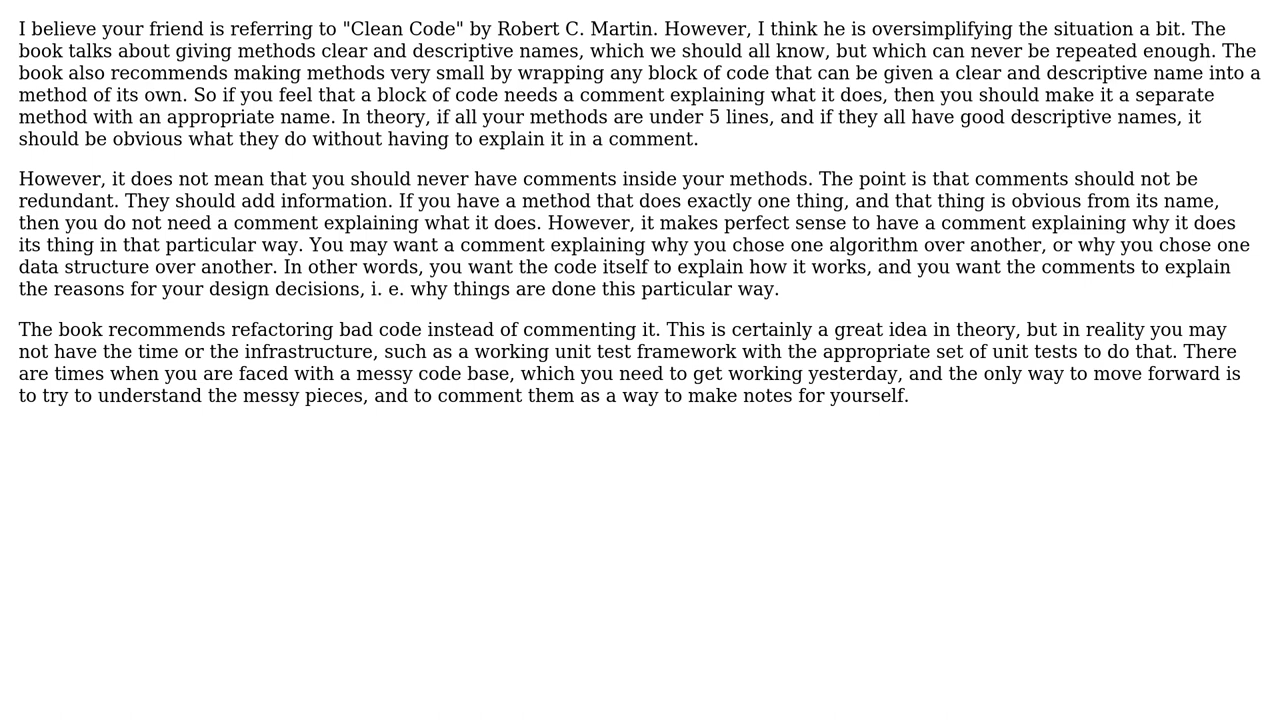 I believe your friend is referring to "Clean Code" by Robert C. Martin. However, I think he is oversimplifying the situation a bit. The
book talks about giving methods clear and descriptive names, which we should all know, but which can never be repeated enough. The
book also recommends making methods very small by wrapping any block of code that can be given a clear and descriptive name into a
method of its own. So if you feel that a block of code needs a comment explaining what it does, then you should make it a separate
method with an appropriate name. In theory, if all your methods are under 5 lines, and if they all have good descriptive names, it
should be obvious what they do without having to explain it in a comment.
However, it does not mean that you should never have comments inside your methods. The point is that comments should not be
redundant. They should add information. If you have a method that does exactly one thing, and that thing is obvious from its name,
then you do not need a comment explaining what it does. However, it makes perfect sense to have a comment explaining why it does
its thing in that particular way. You may want a comment explaining why you chose one algorithm over another, or why you chose one
data structure over another. In other words, you want the code itself to explain how it works, and you want the comments to explain
the reasons for your design decisions, i. e. why things are done this particular way.
The book recommends refactoring bad code instead of commenting it. This is certainly a great idea in theory, but in reality you may
not have the time or the infrastructure, such as a working unit test framework with the appropriate set of unit tests to do that. There
are times when you are faced with a messy code base, which you need to get working yesterday, and the only way to move forward is
to try to understand the messy pieces, and to comment them as a way to make notes for yourself.